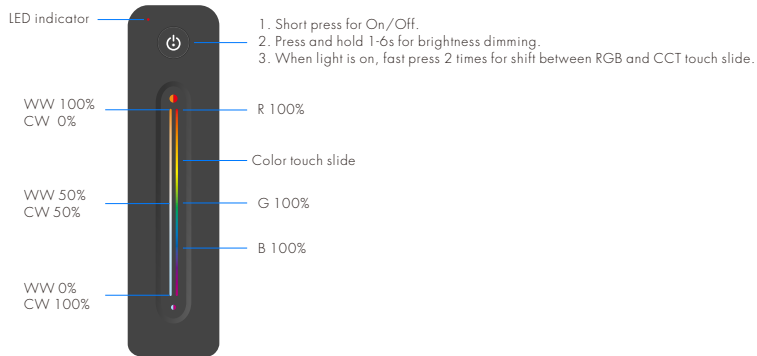 LED indicator
1. Short press for On/Off.
2. Press and hold 1-6s for brightness dimming.
3. When light is on, fast press 2 times for shift between RGB and CCT touch slide.
WW 100%
CW 0%
R 100%
Color touch slide
WW 50%
CW 50%
G 100%
B 100%
WW 0%
CW 100%